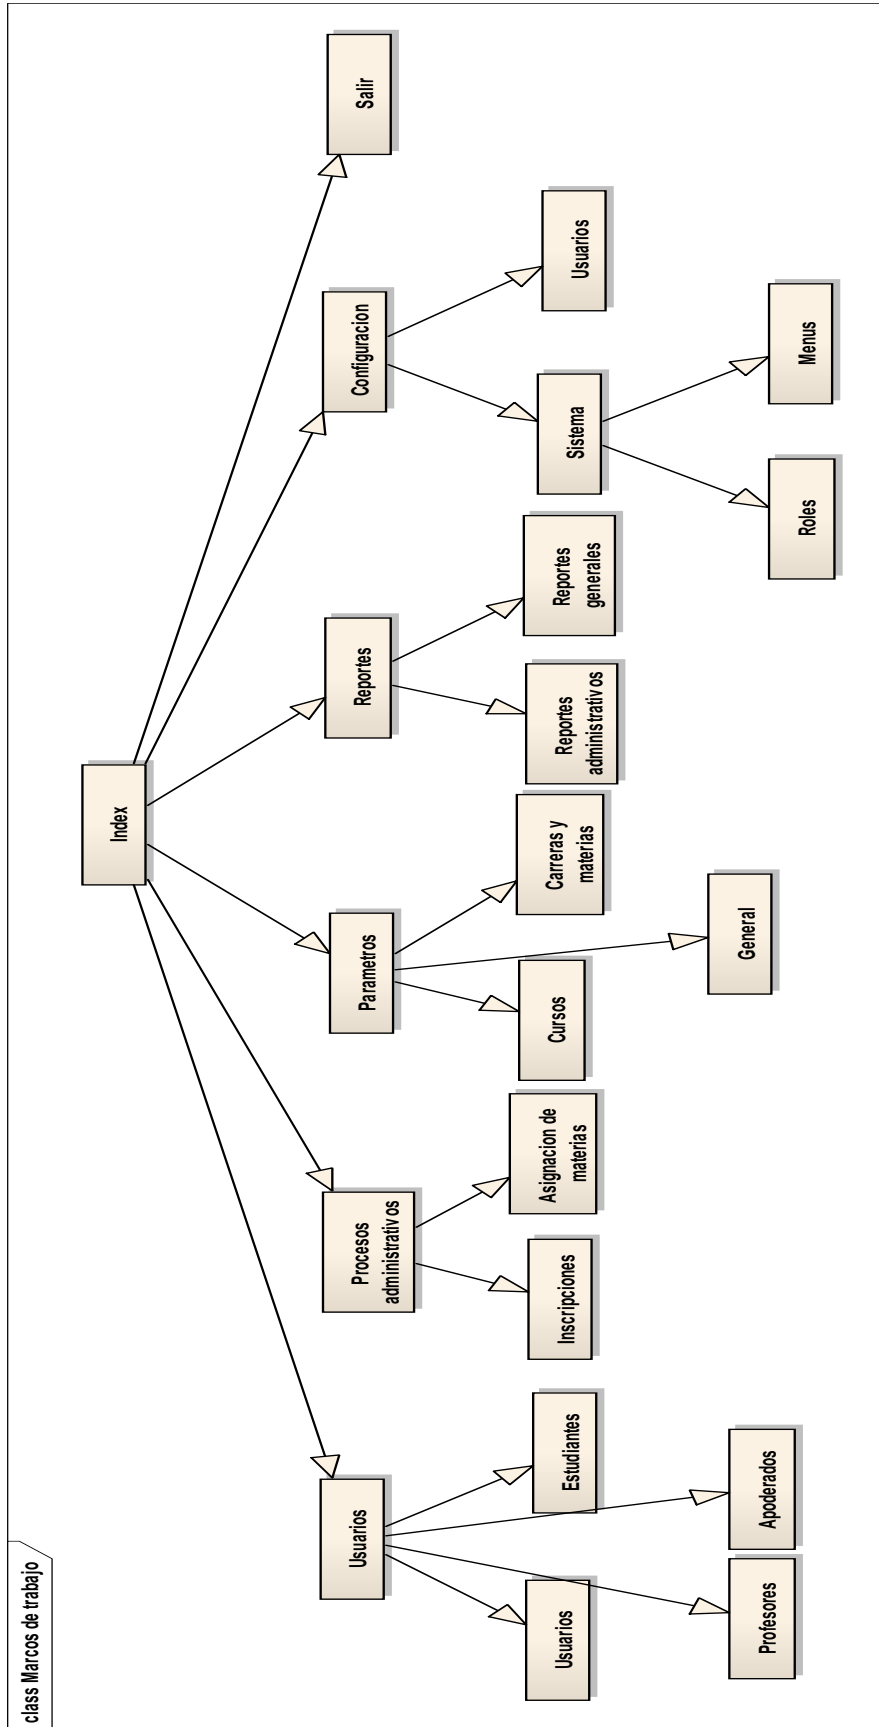 class Marcos de trabajo
Index
Usuarios
Procesos
administrativos
Parametros
Reportes
Configuracion
Salir
Usuarios
Estudiantes
Inscripciones
Asignacion de
materias
Cursos
Carreras y
materias
Reportes
administrativos
Reportes
generales
Sistema
Usuarios
Profesores
Apoderados
General
Roles
Menus